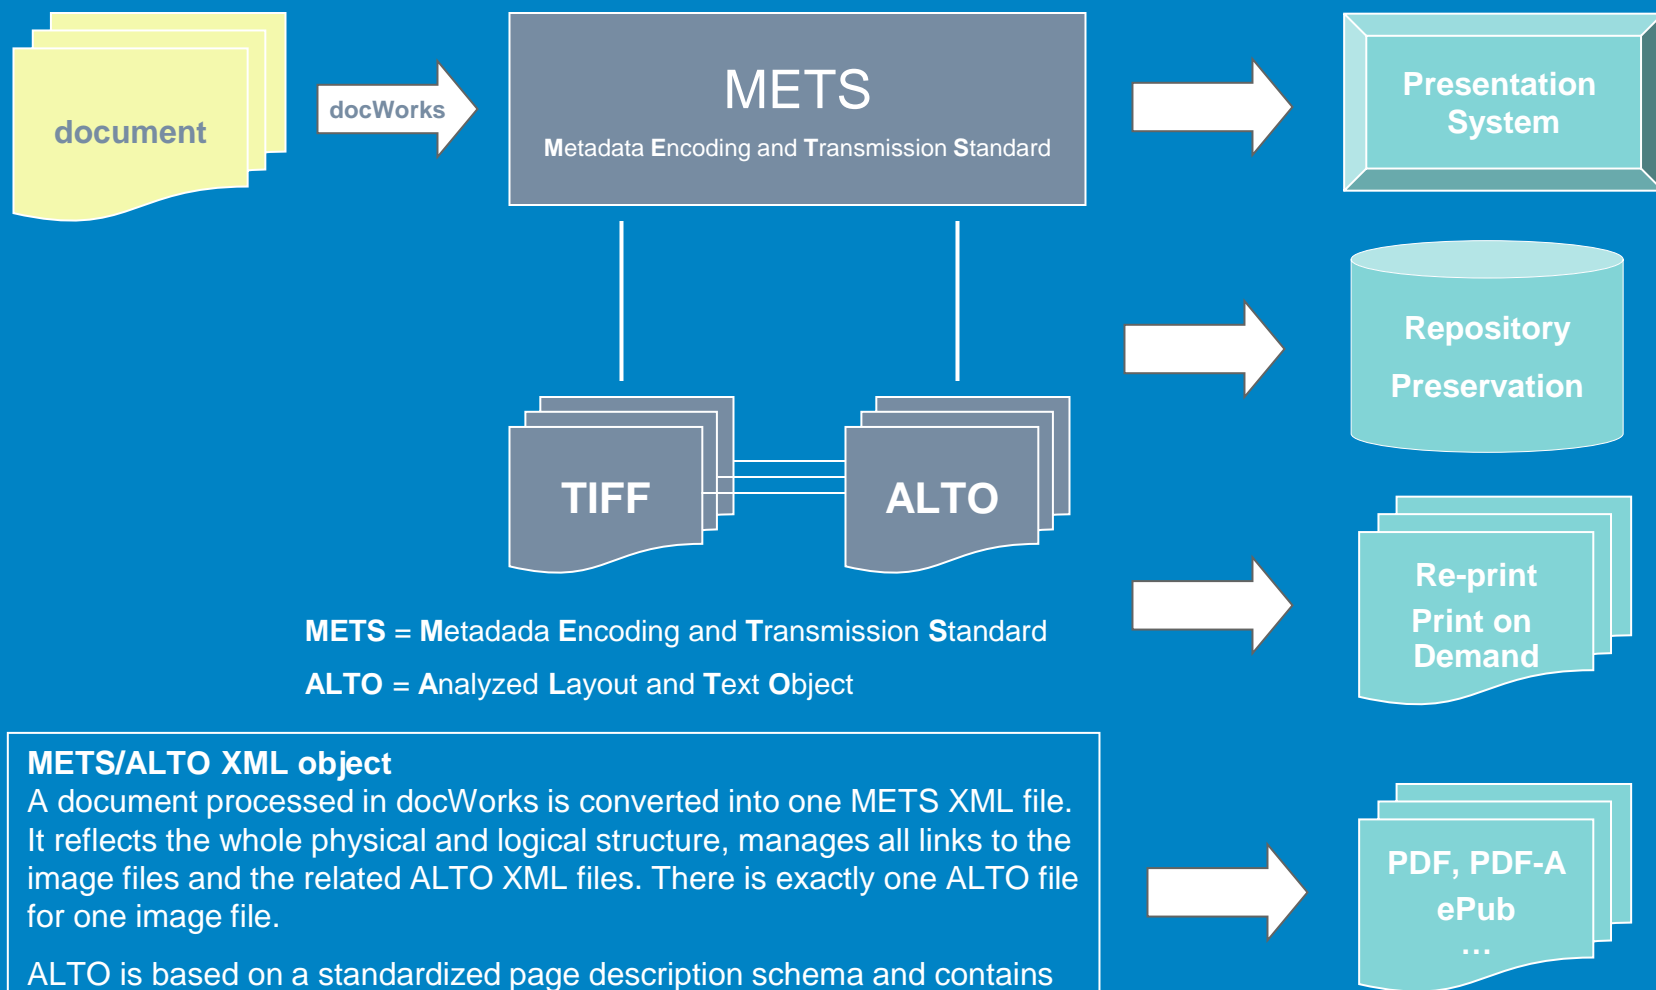 document
docWorks
METS
Metadata Encoding and Transmission Standard
Presentation
System
Repository
Preservation
TIFF
ALTO
Re-print
Print on
Demand
METS = Metadada Encoding and Transmission Standard
ALTO = Analyzed Layout and Text Object
METS/ALTO XML object
A document processed in docWorks is converted into one METS XML file.
It reflects the whole physical and logical structure, manages all links to the
image files and the related ALTO XML files. There is exactly one ALTO file
for one image file.
ALTO is based on a standardized page description schema and contains
PDF, PDF-A
ePub
…